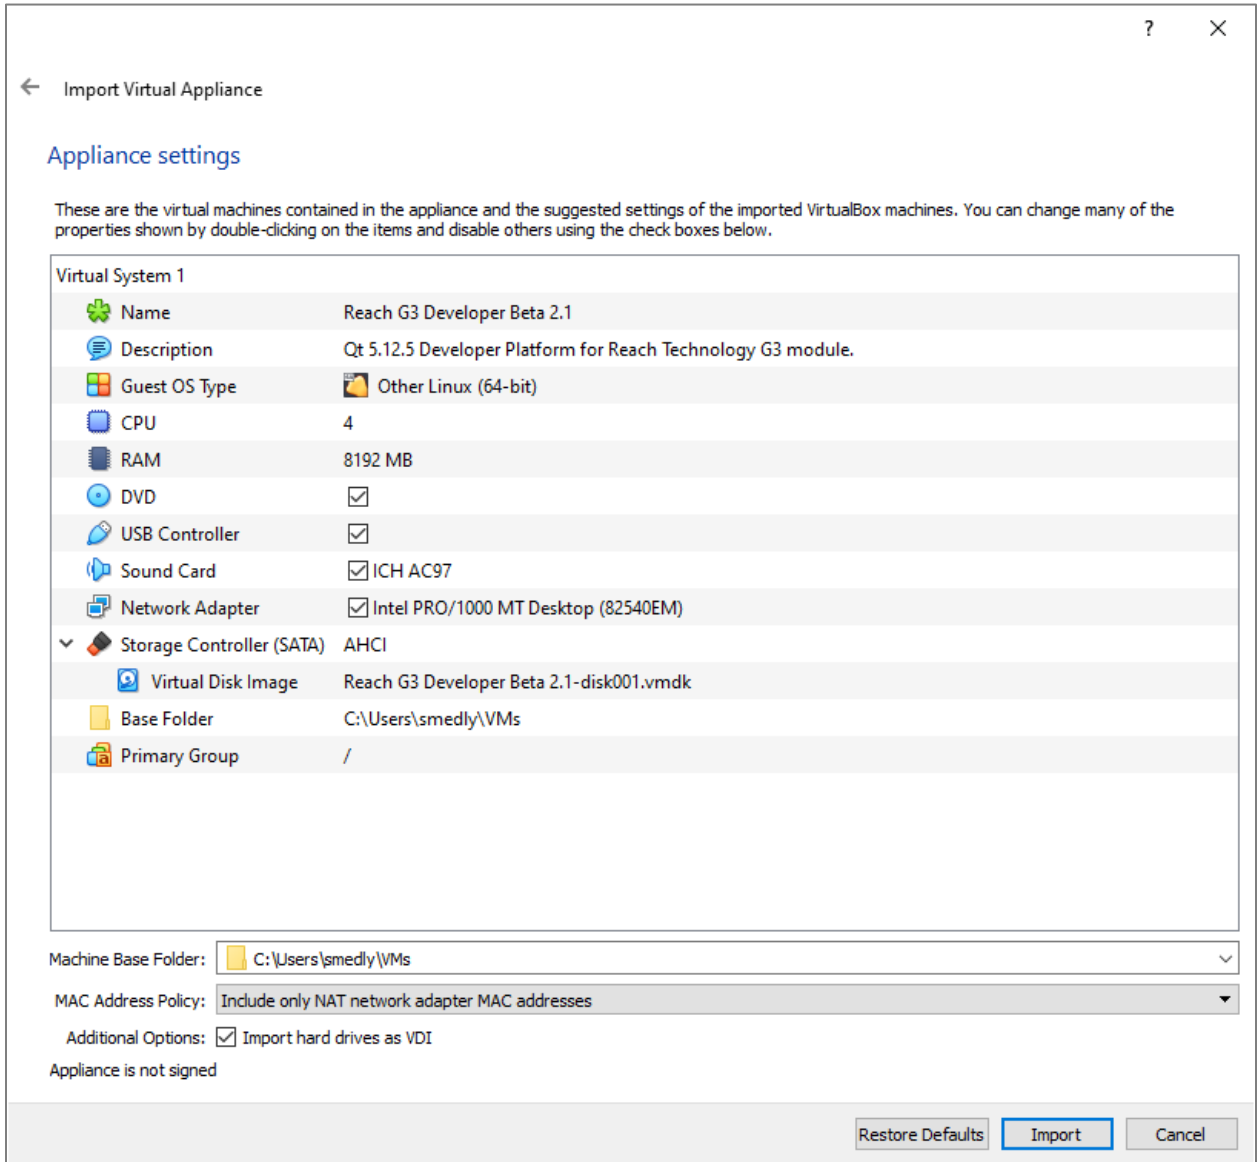 ?
Import Virtual Appliance
Appliance settings
These are the virtual machines contained in the appliance and the suggested settings of the imported VirtualBox machines. You can change many of the
properties shown by double-clicking on the items and disable others using the check boxes below.
Virtual System 1
Name Reach G3 Developer Beta 2.1
Description Qt 5.12.5 Developer Platform for Reach Technology G3 module.
Guest OS Type Other Linux (64-bit)
CPU 4
RAM 8192 MB
DVD
USB Controller
Sound Card ICH AC97
Network Adapter Intel PRO/1000 MT Desktop (82540EM)
Storage Controller (SATA) AHCI
Virtual Disk Image Reach G3 Developer Beta 2.1-disk001.vmdk
Base Folder C:\Users\smedly\VMs
Primary Group /
Machine Base Folder: C:\Users\smedly\VMs
MAC Address Policy: Include only NAT network adapter MAC addresses
Additional Options: Import hard drives as VDI
Appliance is not signed
Restore Defaults Import Cancel